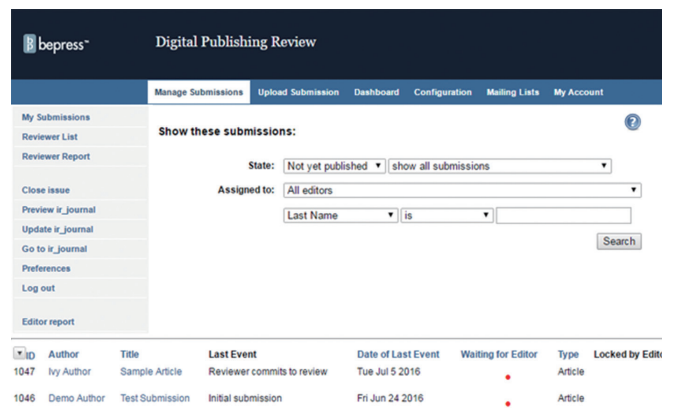 bepress™
Digital Publishing Review
Manage Submissions Upload Submission Dashboard Configuration Mailing Lists My Account
My Submissions
Reviewer List
Reviewer Report
Close issue
Preview ir_journal
Update ir_journal
Go to ir_journal
Preferences
Log out
Editor report
?
Show these submissions:
State: Not yet published show all submissions
Assigned to: All editors
Last Name is
Search
ID Author Title Last Event Date of Last Event Waiting for Editor Type Locked by Edito
1047 Ivy Author Sample Article Reviewer commits to review Tue Jul 5 2016 Article
1046 Demo Author Test Submission Initial submission Fri Jun 24 2016 Article